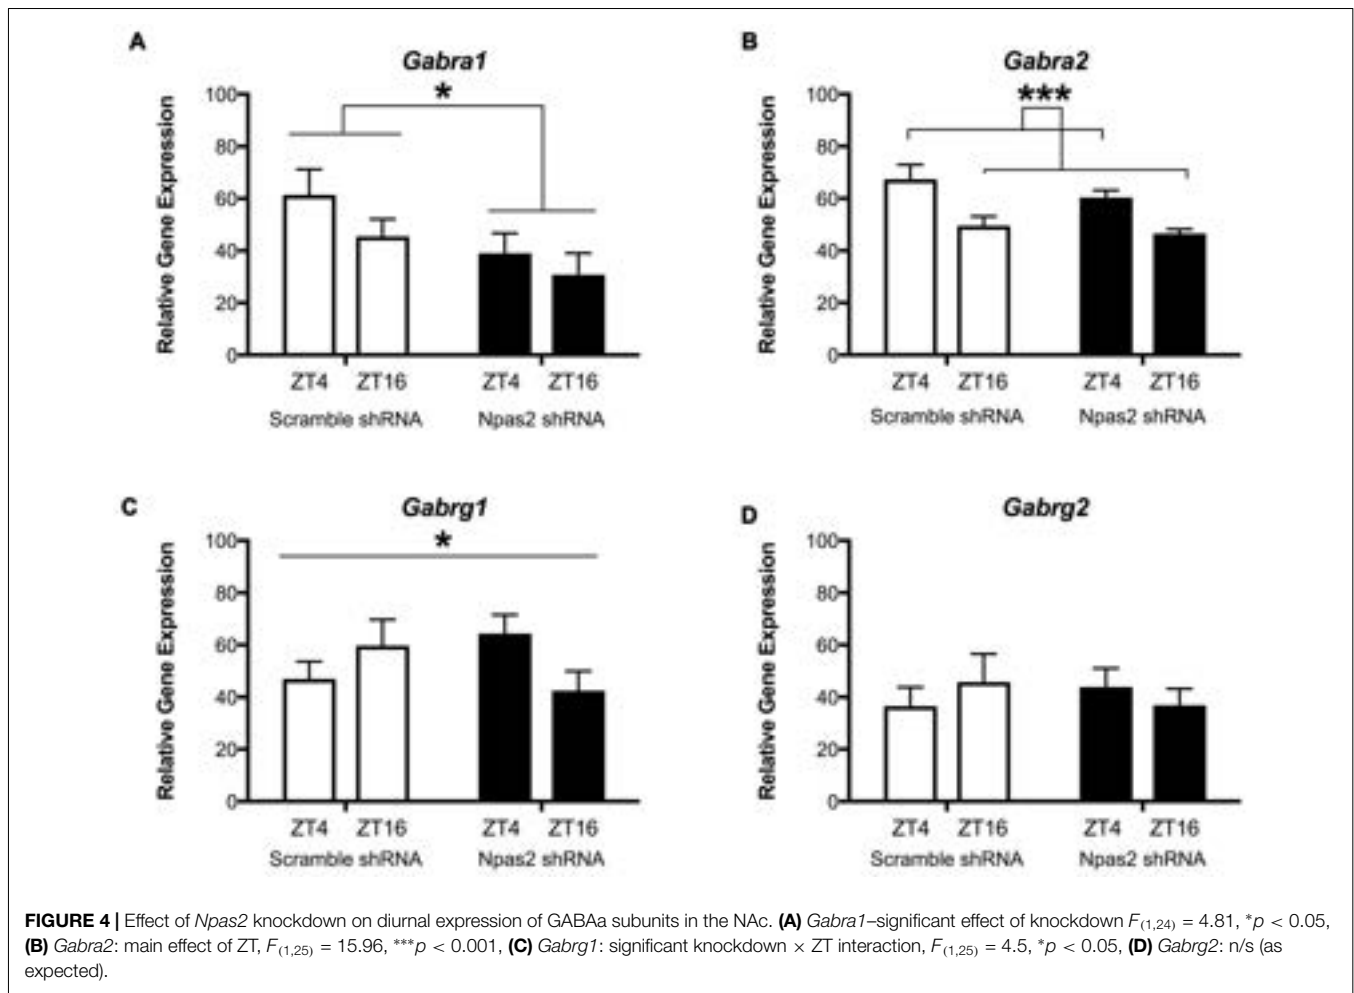 A
Gabra1
*
Relative Gene Expression
100
80
60
40
20
0
ZT4 ZT16 ZT4 ZT16
Scramble shRNA Npas2 shRNA
B
Gabra2
***
Relative Gene Expression
100
80
60
40
20
0
ZT4 ZT16 ZT4 ZT16
Scramble shRNA Npas2 shRNA
C
Gabrg1
*
Relative Gene Expression
100
80
60
40
20
0
ZT4 ZT16 ZT4 ZT16
Scramble shRNA Npas2 shRNA
D
Gabrg2
Relative Gene Expression
100
80
60
40
20
0
ZT4 ZT16 ZT4 ZT16
Scramble shRNA Npas2 shRNA
FIGURE 4 | Effect of Npas2 knockdown on diurnal expression of GABAa subunits in the NAc. (A) Gabra1–significant effect of knockdown F(1,24) = 4.81, *p < 0.05,
(B) Gabra2: main effect of ZT, F(1,25) = 15.96, ***p < 0.001, (C) Gabrg1: significant knockdown × ZT interaction, F(1,25) = 4.5, *p < 0.05, (D) Gabrg2: n/s (as
expected).